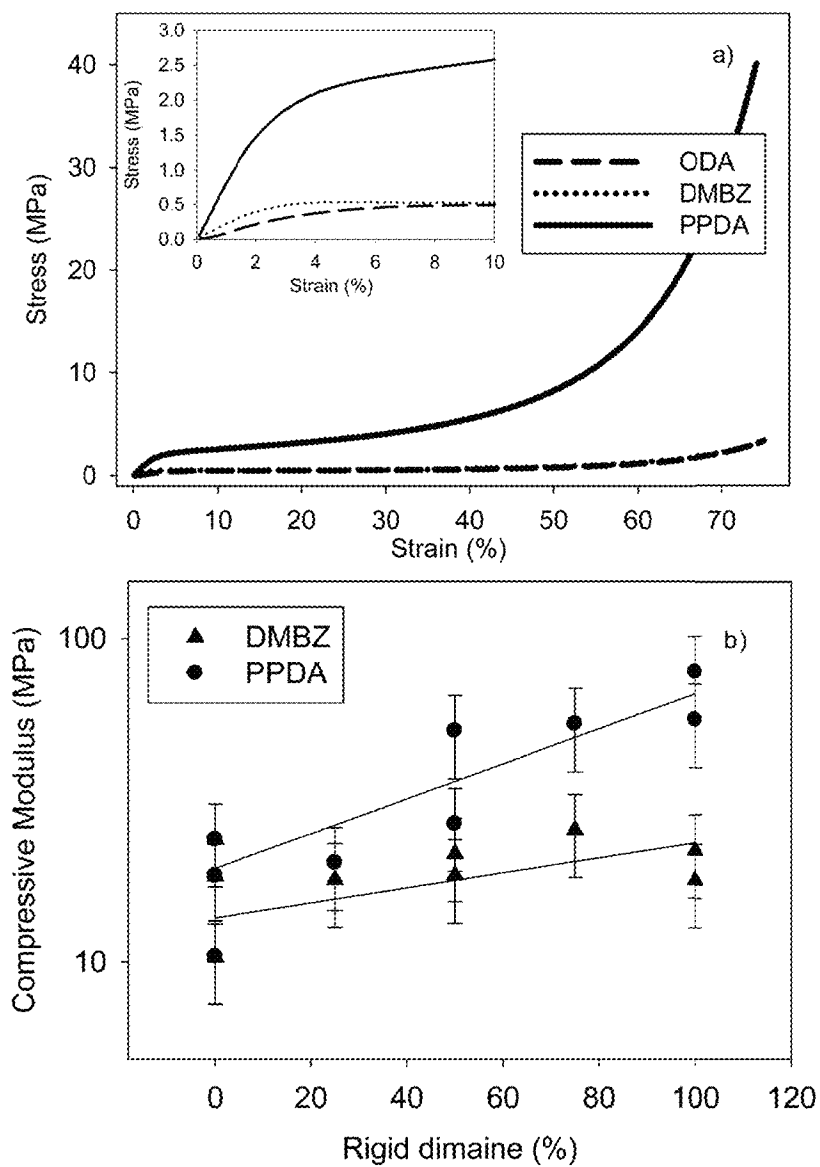 a)
3.0
2.5
2.0
1.5
1.0
0.5
0.0
Stress (MPa)
0 2 4 6 8 10
Strain (%)
ODA
DMBZ
PPDA
40
30
20
10
0
Stress (MPa)
0 10 20 30 40 50 60 70
Strain (%)
b)
DMBZ
PPDA
100
10
Compressive Modulus (MPa)
0 20 40 60 80 100 120
Rigid dimaine (%)